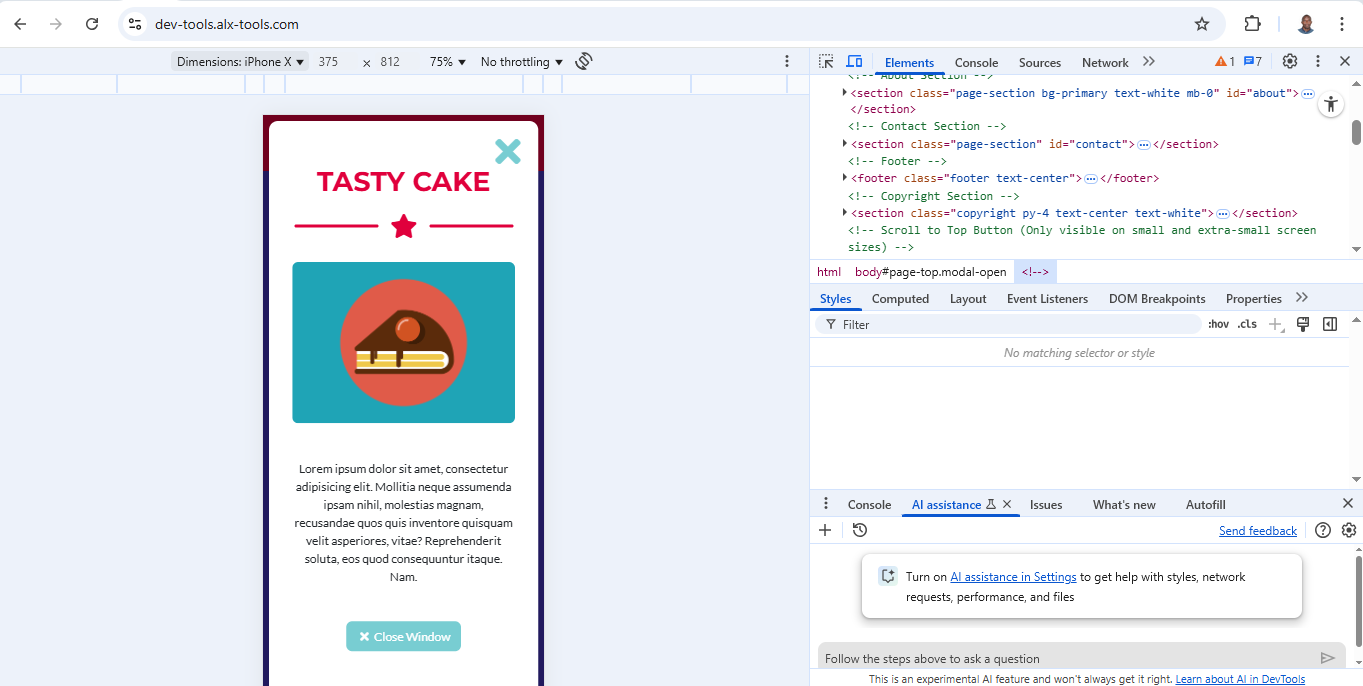 dev-tools.alx-tools.com
Dimensions: iPhone X 375 × 812 75% No throttling
TASTY CAKE
Lorem ipsum dolor sit amet, consectetur
adipisicing elit. Mollitia neque assumenda
ipsam nihil, molestias magnam,
recusandae quos quis inventore quisquam
velit asperiores, vitae? Reprehenderit
soluta, eos quod consequuntur itaque.
Nam.
Close Window
Elements Console Sources Network 1 7
<!-- About Section -->
<section class="page-section bg-primary text-white mb-0" id="about">
</section>
<!-- Contact Section -->
<section class="page-section" id="contact"> </section>
<!-- Footer -->
<footer class="footer text-center"> </footer>
<!-- Copyright Section -->
<section class="copyright py-4 text-center text-white"> </section>
<!-- Scroll to Top Button (Only visible on small and extra-small screen
sizes) -->
html body#page-top.modal-open <!-->
Styles Computed Layout Event Listeners DOM Breakpoints Properties
Filter :hov .cls
No matching selector or style
Console AI assistance Issues What's new Autofill
Send feedback
Turn on AI assistance in Settings to get help with styles, network
requests, performance, and files
Follow the steps above to ask a question
This is an experimental AI feature and won't always get it right. Learn about AI in DevTools